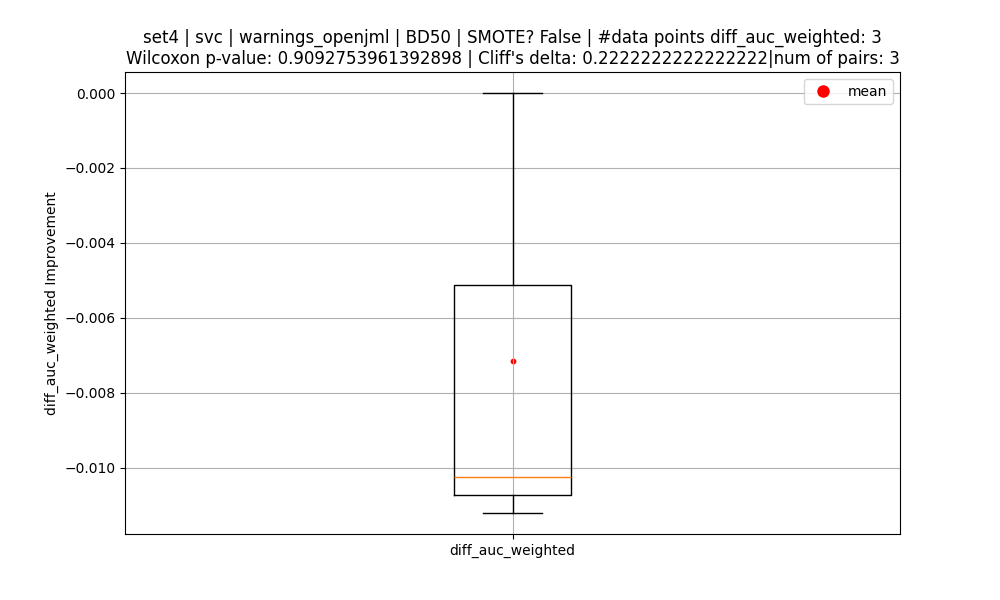 set4 | svc | warnings_openjml | BD50 | SMOTE? False | #data points diff_auc_weighted: 3
Wilcoxon p-value: 0.9092753961392898 | Cliff's delta: 0.2222222222222222|num of pairs: 3
mean
0.000
−0.002
−0.004
−0.006
−0.008
−0.010
diff_auc_weighted Improvement
diff_auc_weighted